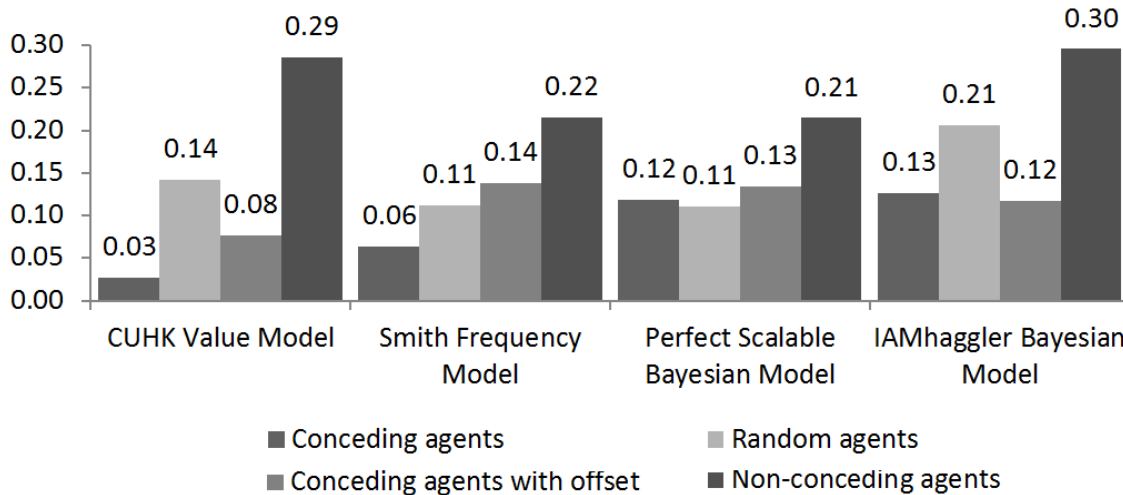 0.30
0.25
0.20
0.15
0.10
0.05
0.00
0.03
0.14
0.08
0.29
0.06
0.11
0.14
0.22
0.12
0.11
0.13
0.21
0.13
0.21
0.12
0.30
CUHK Value Model
Smith Frequency
Model
Perfect Scalable
Bayesian Model
IAMhaggler Bayesian
Model
Conceding agents
Random agents
Conceding agents with offset
Non-conceding agents